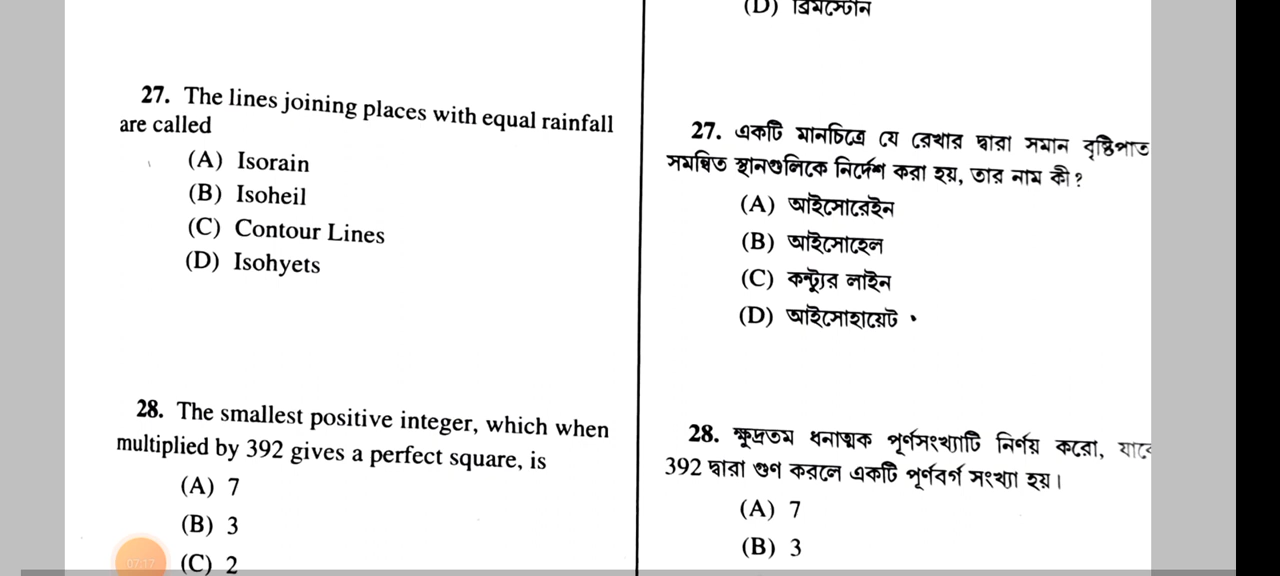 27. The lines joining places with equal rainfall
are called
(A) Isorain
(B) Isoheil
(C) Contour Lines
(D) Isohyets
28. The smallest positive integer, which when
multiplied by 392 gives a perfect square, is
(A) 7
(B) 3
(C) 2
07:17
(D) ব্রিমস্টোন
27. একটি মানচিত্রে যে রেখার দ্বারা সমান বৃষ্টিপাত
সমন্বিত স্থানগুলিকে নির্দেশ করা হয়, তার নাম কী?
(A) আইসোরেইন
(B) আইসোহেল
(C) কন্ট্যুর লাইন
(D) আইসোহায়েট
28. ক্ষুদ্রতম ধনাত্মক পূর্ণসংখ্যাটি নির্ণয় করো,
392 দ্বারা গুণ করলে একটি পূর্ণবর্গ সংখ্যা হয়।
(A) 7
(B) 3